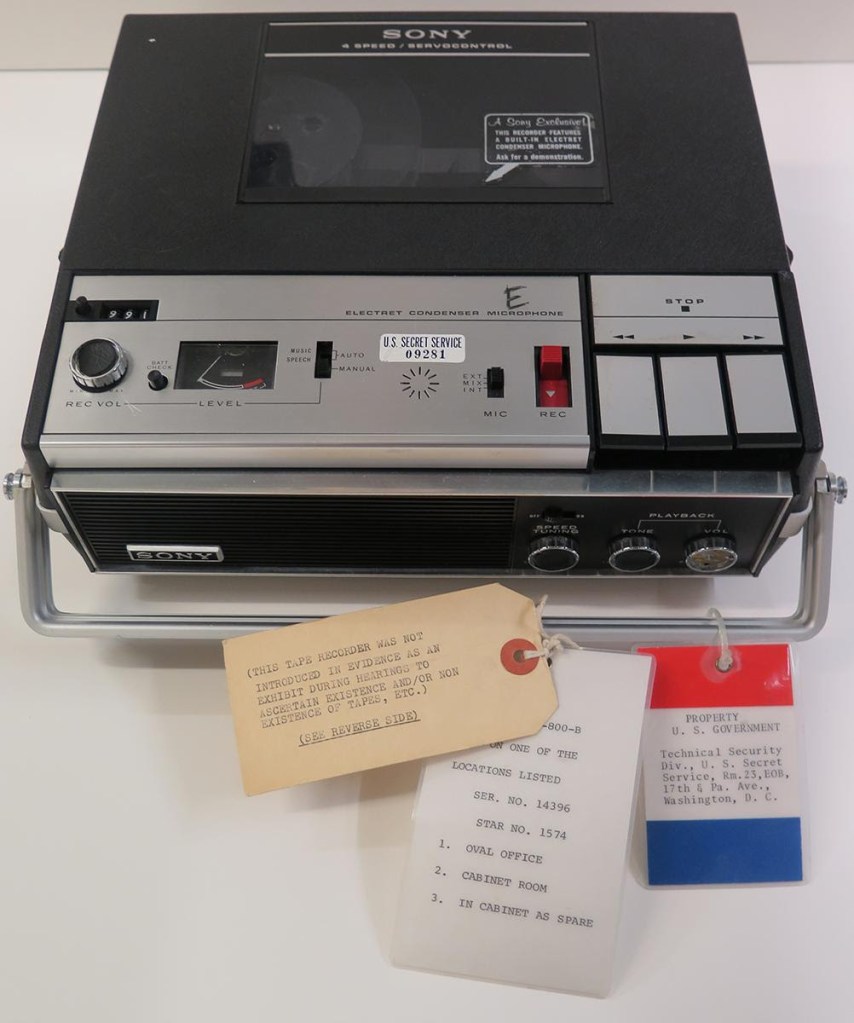 SONY
4 SPEED / SERVOCONTROL
A Sony Exclusive!
THIS RECORDER FEATURES
A BUILT-IN ELECTRET
CONDENSER MICROPHONE.
Ask for a demonstration.
E
ELECTRET CONDENSER MICROPHONE
STOP
991
BATT
CHECK
MUSIC
SPEECH
AUTO
MANUAL
U.S. SECRET SERVICE
09281
EXT
MIX
INT
MIC
REC
REC VOL
LEVEL
SONY
SPEED
TUNING
PLAYBACK
TONE
VOL
(THIS TAPE RECORDER WAS NOT
INTRODUCED IN EVIDENCE AS AN
EXHIBIT DURING HEARINGS TO
ASCERTAIN EXISTENCE AND/OR NON
EXISTENCE OF TAPES, ETC.)
(SEE REVERSE SIDE)
-800-B
ON ONE OF THE
LOCATIONS LISTED
SER. NO. 14396
STAR NO. 1574
1. OVAL OFFICE
2. CABINET ROOM
3. IN CABINET AS SPARE
PROPERTY
U. S. GOVERNMENT
Technical Security
Div., U. S. Secret
Service, Rm.23,EOB,
17th & Pa. Ave.,
Washington, D. C.